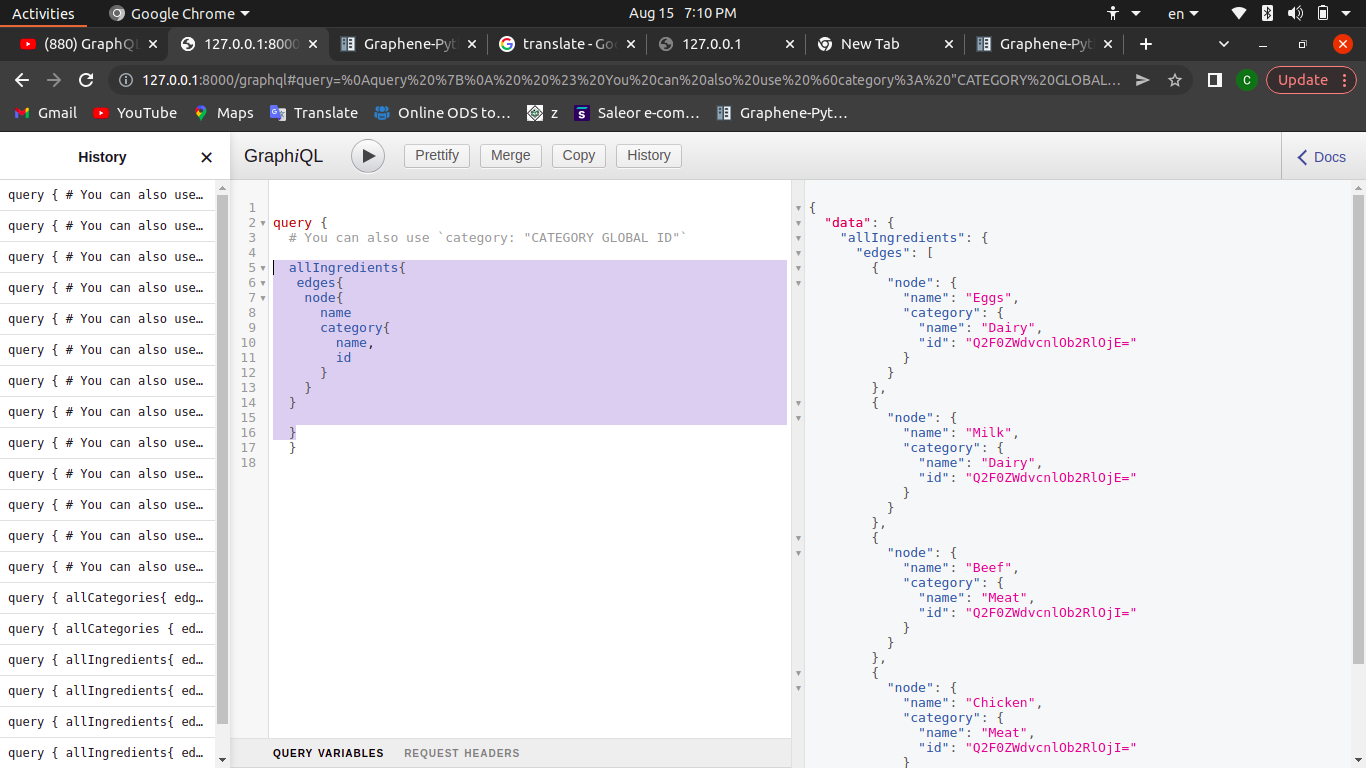 Activities
Google Chrome
Aug 15 7:10 PM
en
(880) GraphQL
127.0.0.1:8000
Graphene-Pyt
translate - Goo
127.0.0.1
New Tab
Graphene-Pyt
127.0.0.1:8000/graphql#query=%0Aquery%20%7B%0A%20%20%23%20You%20can%20also%20use%20%60category%3A%20"CATEGORY%20GLOBAL...
C
Update
Gmail
YouTube
Maps
Translate
Online ODS to...
z
Saleor e-com...
Graphene-Pyt...
History
GraphiQL
Prettify
Merge
Copy
History
Docs
query { # You can also use…
query { # You can also use…
query { # You can also use…
query { # You can also use…
query { # You can also use…
query { # You can also use…
query { # You can also use…
query { # You can also use…
query { # You can also use…
query { # You can also use…
query { # You can also use…
query { # You can also use…
query { # You can also use…
query { allCategories{ edg…
query { allCategories { ed…
query { allIngredients{ ed…
query { allIngredients{ ed…
query { allIngredients{ ed…
query { allIngredients{ ed…
1
2 query {
3 # You can also use `category: "CATEGORY GLOBAL ID"`
4
5 allIngredients{
6 edges{
7 node{
8 name
9 category{
10 name,
11 id
12 }
13 }
14 }
15
16 }
17 }
18
QUERY VARIABLES
REQUEST HEADERS
{
"data": {
"allIngredients": {
"edges": [
{
"node": {
"name": "Eggs",
"category": {
"name": "Dairy",
"id": "Q2F0ZWdvcnlOb2RlOjE="
}
}
},
{
"node": {
"name": "Milk",
"category": {
"name": "Dairy",
"id": "Q2F0ZWdvcnlOb2RlOjE="
}
}
},
{
"node": {
"name": "Beef",
"category": {
"name": "Meat",
"id": "Q2F0ZWdvcnlOb2RlOjI="
}
}
},
{
"node": {
"name": "Chicken",
"category": {
"name": "Meat",
"id": "Q2F0ZWdvcnlOb2RlOjI="
}